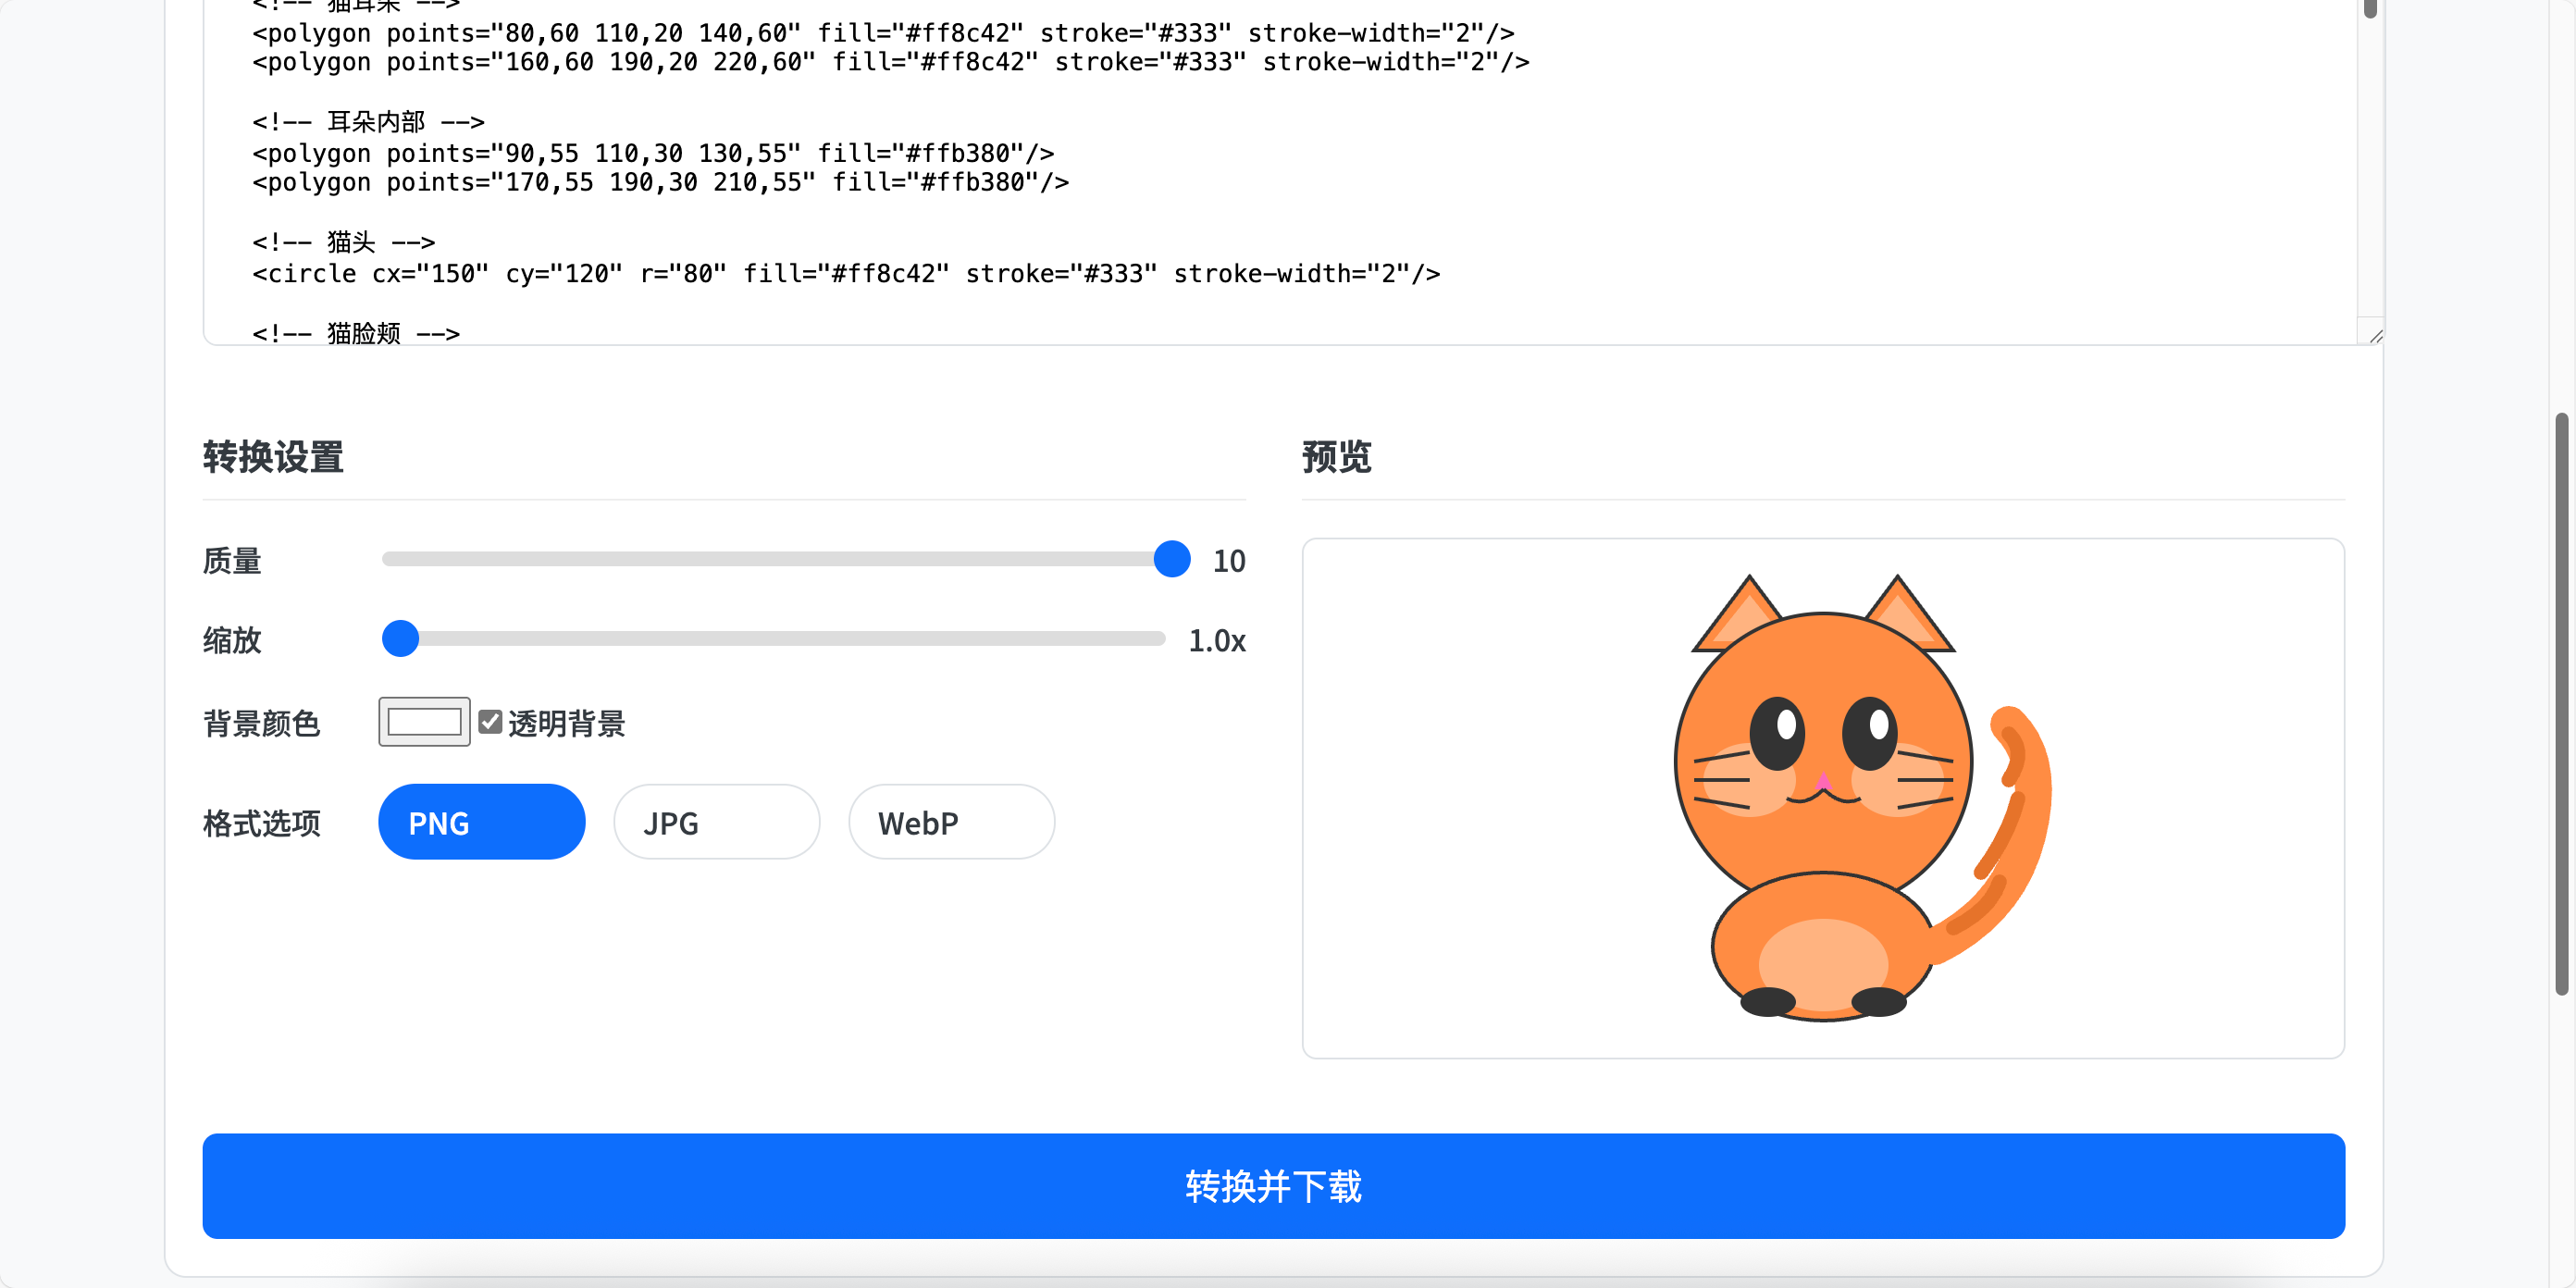 <!-- 猫耳朵 -->
<polygon points="80,60 110,20 140,60" fill="#ff8c42" stroke="#333" stroke-width="2"/>
<polygon points="160,60 190,20 220,60" fill="#ff8c42" stroke="#333" stroke-width="2"/>
<!-- 耳朵内部 -->
<polygon points="90,55 110,30 130,55" fill="#ffb380"/>
<polygon points="170,55 190,30 210,55" fill="#ffb380"/>
<!-- 猫头 -->
<circle cx="150" cy="120" r="80" fill="#ff8c42" stroke="#333" stroke-width="2"/>
<!-- 猫脸颊 -->
转换设置
质量 10
缩放 1.0x
背景颜色 透明背景
格式选项 PNG JPG WebP
预览
转换并下载